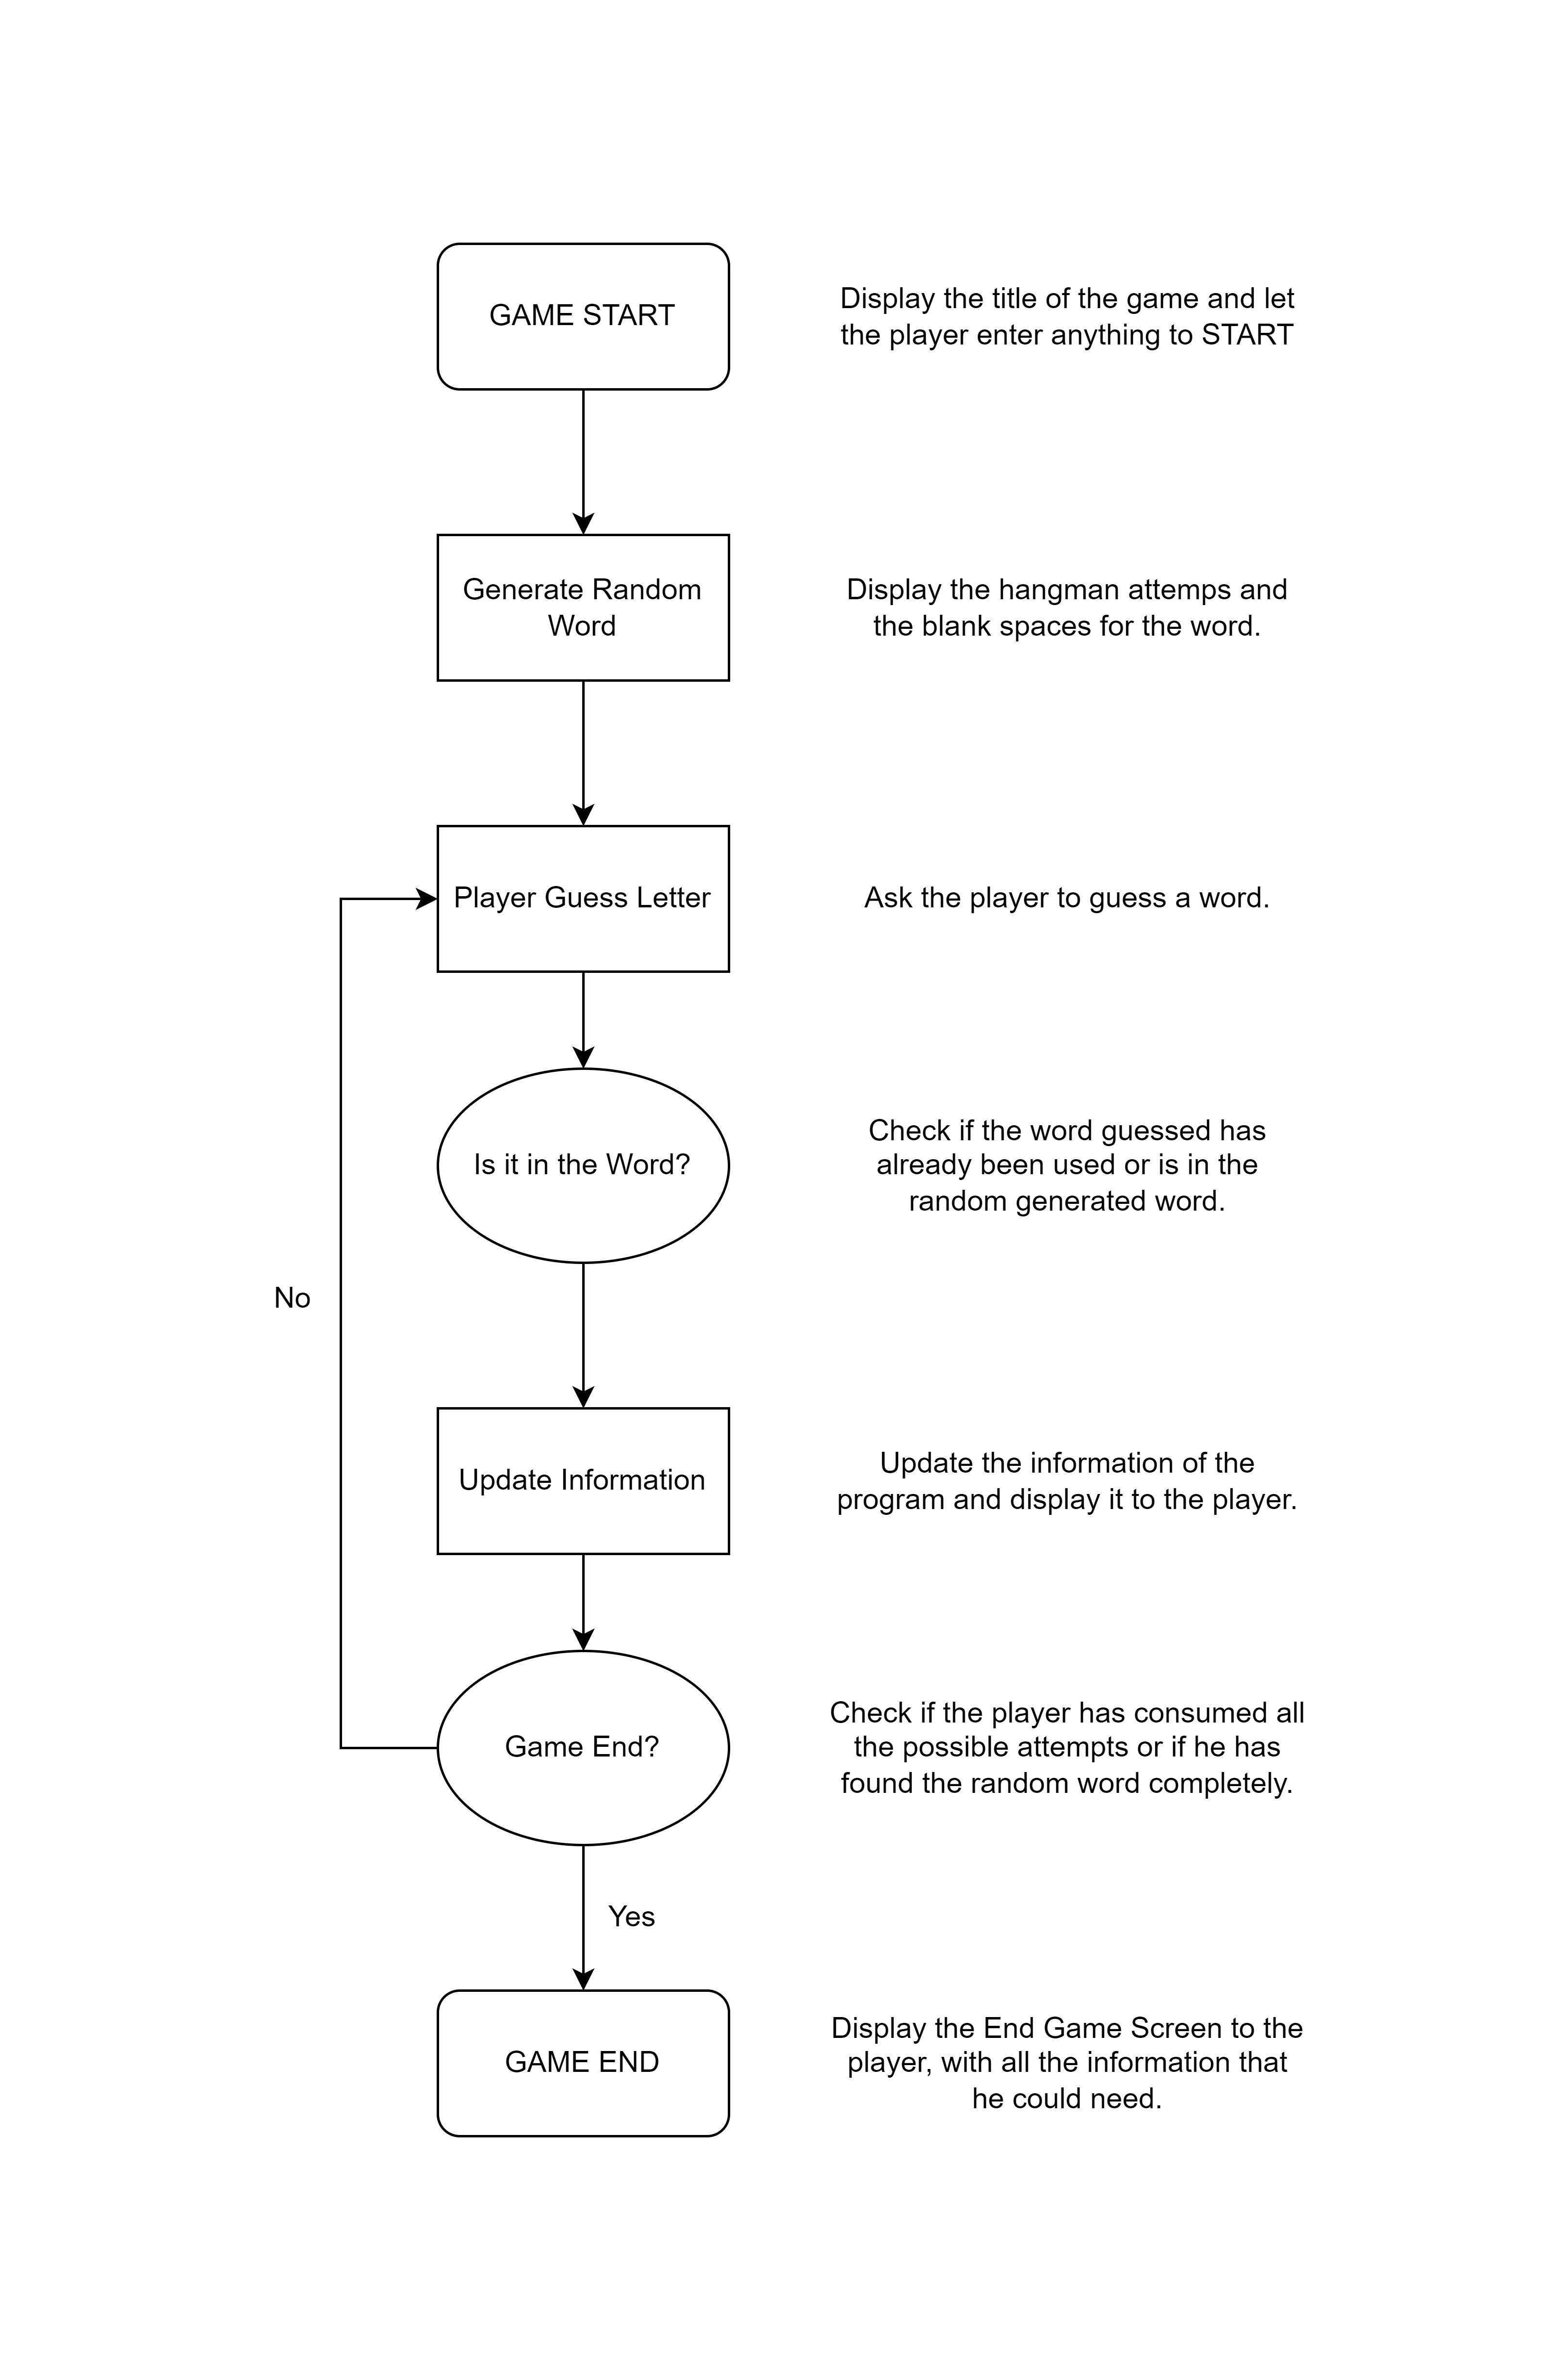 GAME START
Display the title of the game and let
the player enter anything to START
Generate Random
Word
Display the hangman attemps and
the blank spaces for the word.
Player Guess Letter
Ask the player to guess a word.
Is it in the Word?
Check if the word guessed has
already been used or is in the
random generated word.
No
Update Information
Update the information of the
program and display it to the player.
Game End?
Check if the player has consumed all
the possible attempts or if he has
found the random word completely.
Yes
GAME END
Display the End Game Screen to the
player, with all the information that
he could need.